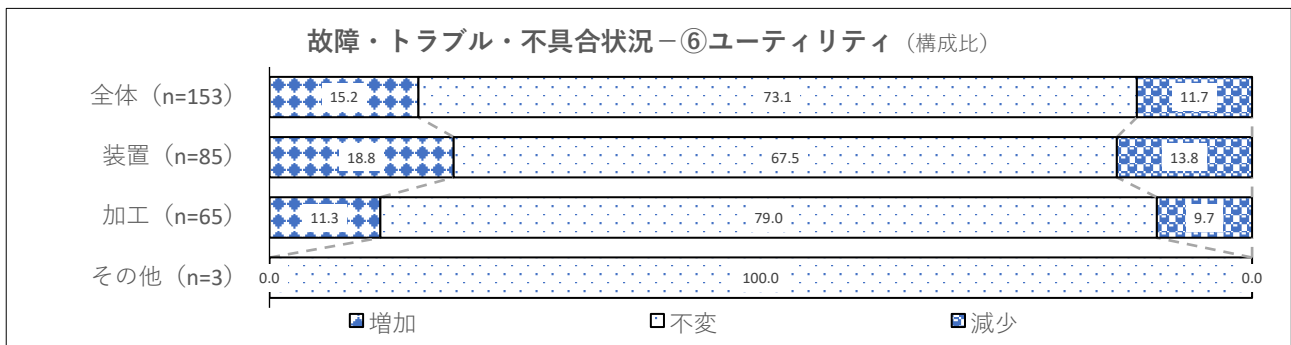 故障・トラブル・不具合状況－⑥ユーティリティ（構成比）
全体（n=153） 15.2 73.1 11.7
装置（n=85） 18.8 67.5 13.8
加工（n=65） 11.3 79.0 9.7
その他（n=3） 0.0 100.0 0.0
増加 不変 減少